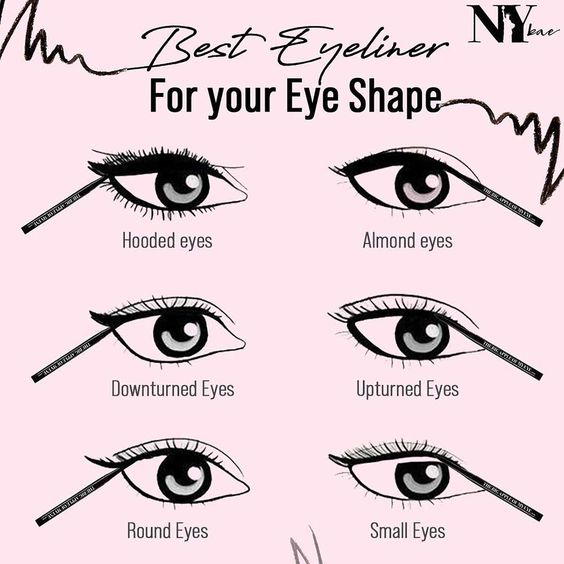 Best Eyeliner
NY bae
For your Eye Shape
Hooded eyes
Almond eyes
Downturned Eyes
Upturned Eyes
Round Eyes
Small Eyes